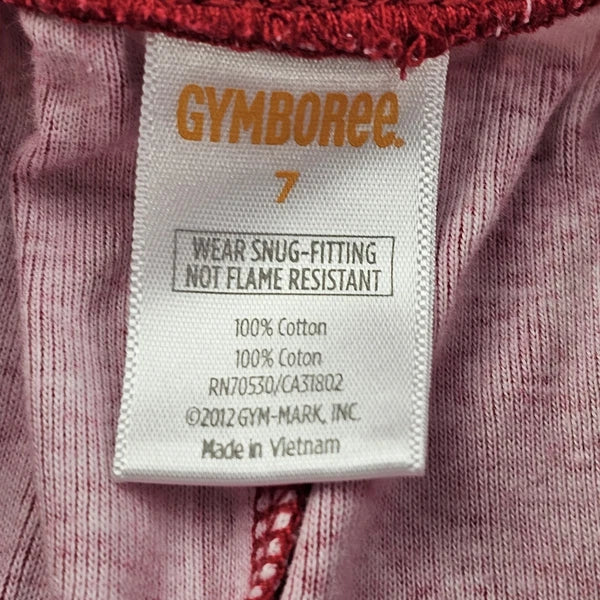 GYMBOREE.
7
WEAR SNUG-FITTING
NOT FLAME RESISTANT
100% Cotton
100% Coton
RN70530/CA31802
©2012 GYM-MARK, INC.
Made in Vietnam